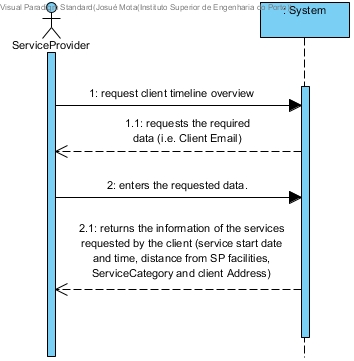 Visual Paradigm Standard(Josué Mota(Instituto Superior de Engenharia do Porto))
: System
ServiceProvider
1: request client timeline overview
1.1: requests the required
data (i.e. Client Email)
2: enters the requested data.
2.1: returns the information of the services
requested by the client (service start date
and time, distance from SP facilities,
ServiceCategory and client Address)